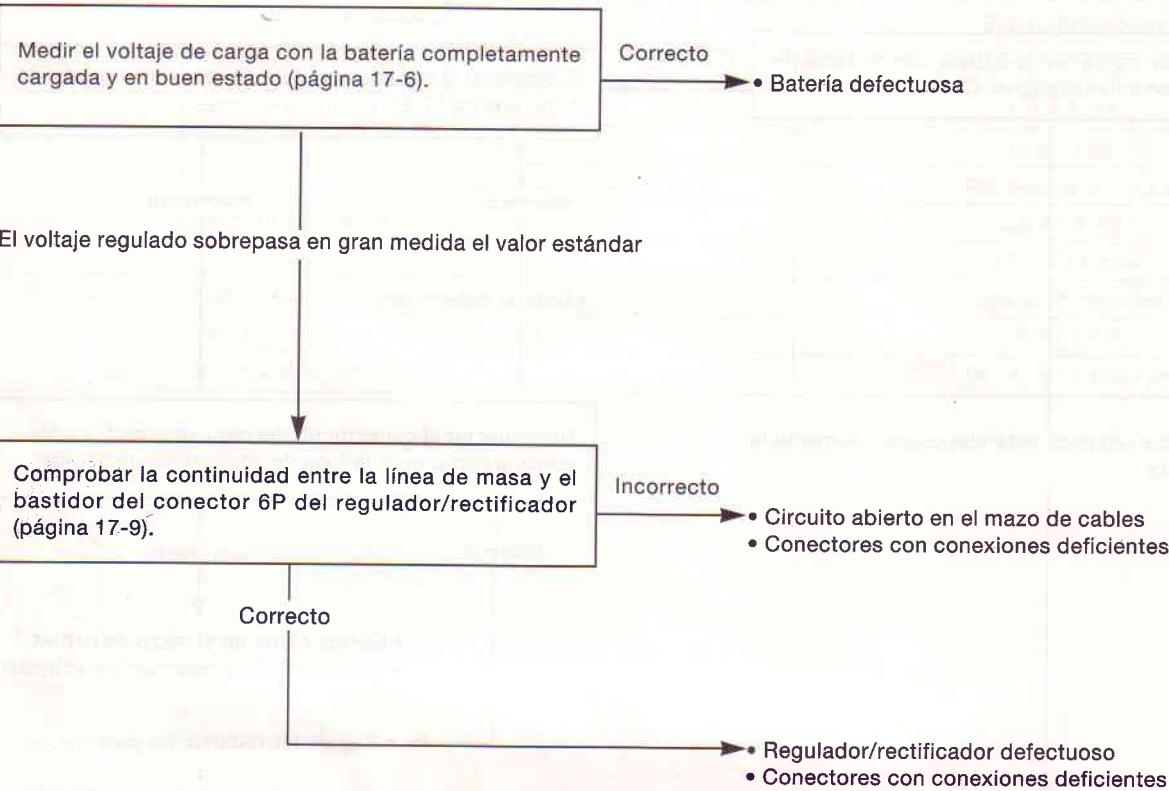 Medir el voltaje de carga con la batería completamente
cargada y en buen estado (página 17-6).
Correcto
• Batería defectuosa
El voltaje regulado sobrepasa en gran medida el valor estándar
Comprobar la continuidad entre la línea de masa y el
bastidor del conector 6P del regulador/rectificador
(página 17-9).
Incorrecto
• Circuito abierto en el mazo de cables
• Conectores con conexiones deficientes
Correcto
• Regulador/rectificador defectuoso
• Conectores con conexiones deficientes